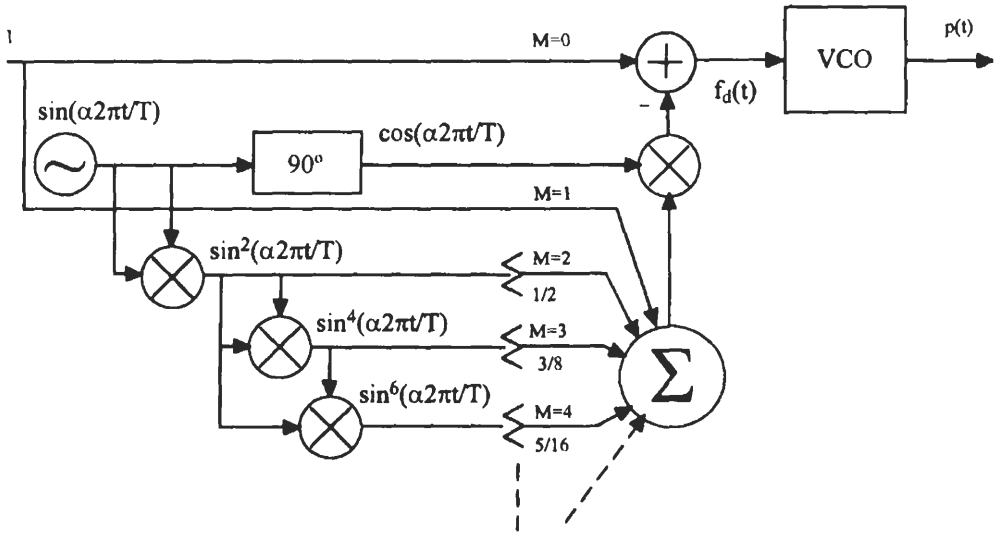 1
M=0
p(t)
VCO
sin(α2πt/T)
f_d(t)
cos(α2πt/T)
90º
M=1
sin²(α2πt/T)
M=2
1/2
sin⁴(α2πt/T)
M=3
3/8
Σ
sin⁶(α2πt/T)
M=4
5/16